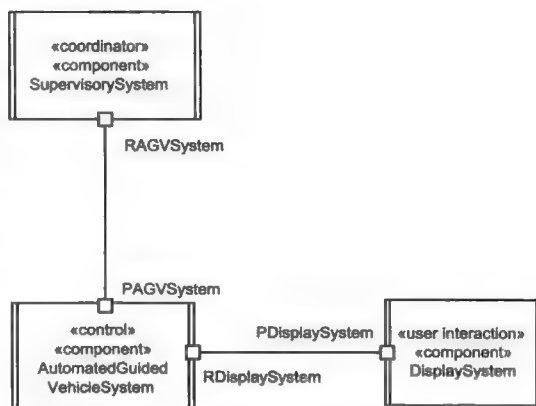 «coordinator»
«component»
SupervisorySystem
RAGVSystem
PAGVSystem
«control»
«component»
AutomatedGuided
VehicleSystem
PDisplaySystem
RDisplaySystem
«user interaction»
«component»
DisplaySystem